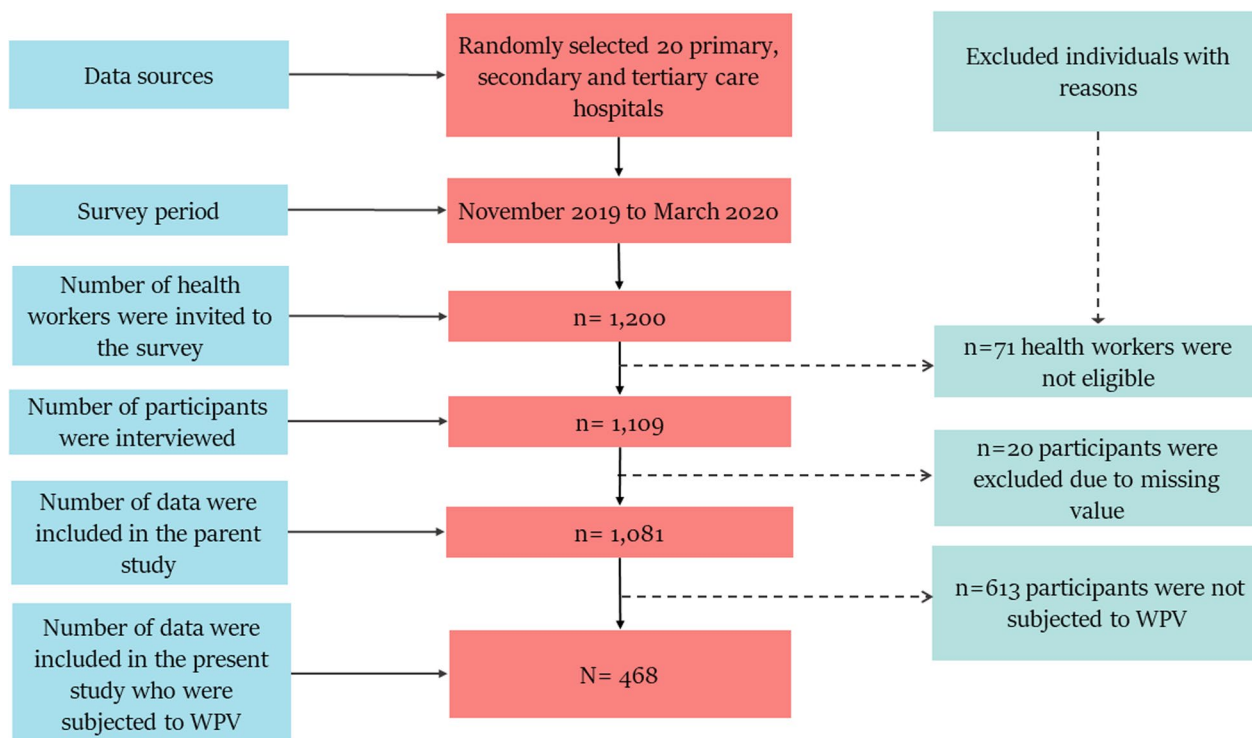 Data sources
Randomly selected 20 primary,
secondary and tertiary care
hospitals
Excluded individuals with
reasons
Survey period
November 2019 to March 2020
Number of health
workers were invited to
the survey
n= 1,200
n=71 health workers were
not eligible
Number of participants
were interviewed
n= 1,109
n=20 participants were
excluded due to missing
value
Number of data were
included in the parent
study
n= 1,081
n=613 participants were not
subjected to WPV
Number of data were
included in the present
study who were
subjected to WPV
N= 468